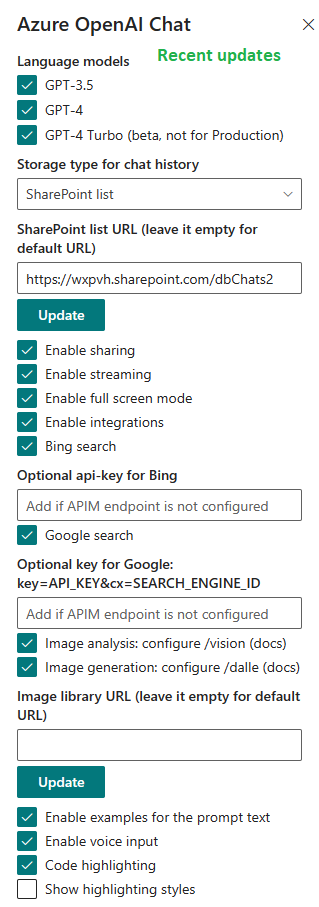 Azure OpenAI Chat
Language models
Recent updates
GPT-3.5
GPT-4
GPT-4 Turbo (beta, not for Production)
Storage type for chat history
SharePoint list
SharePoint list URL (leave it empty for
default URL)
https://wxpvh.sharepoint.com/dbChats2
Update
Enable sharing
Enable streaming
Enable full screen mode
Enable integrations
Bing search
Optional api-key for Bing
Add if APIM endpoint is not configured
Google search
Optional key for Google:
key=API_KEY&cx=SEARCH_ENGINE_ID
Add if APIM endpoint is not configured
Image analysis: configure /vision (docs)
Image generation: configure /dalle (docs)
Image library URL (leave it empty for default
URL)
Update
Enable examples for the prompt text
Enable voice input
Code highlighting
Show highlighting styles